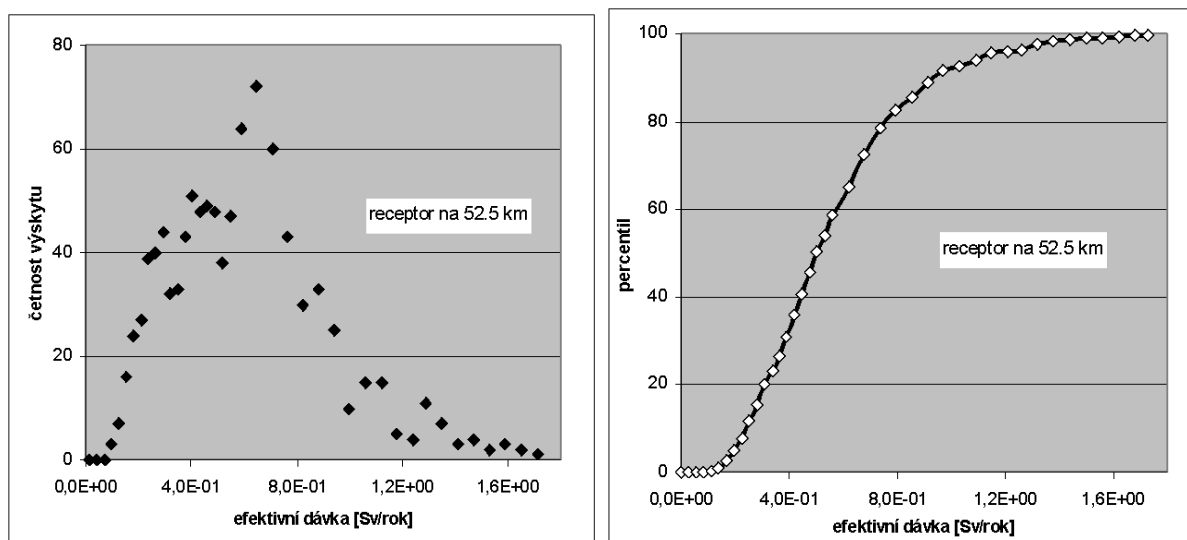 80
60
40
20
0
četnost výskytu
receptor na 52.5 km
0,0E+00 4,0E-01 8,0E-01 1,2E+00 1,6E+00
efektivní dávka [Sv/rok]
100
80
60
40
20
0
percentil
receptor na 52.5 km
0,0E+00 4,0E-01 8,0E-01 1,2E+00 1,6E+00
efektivní dávka [Sv/rok]